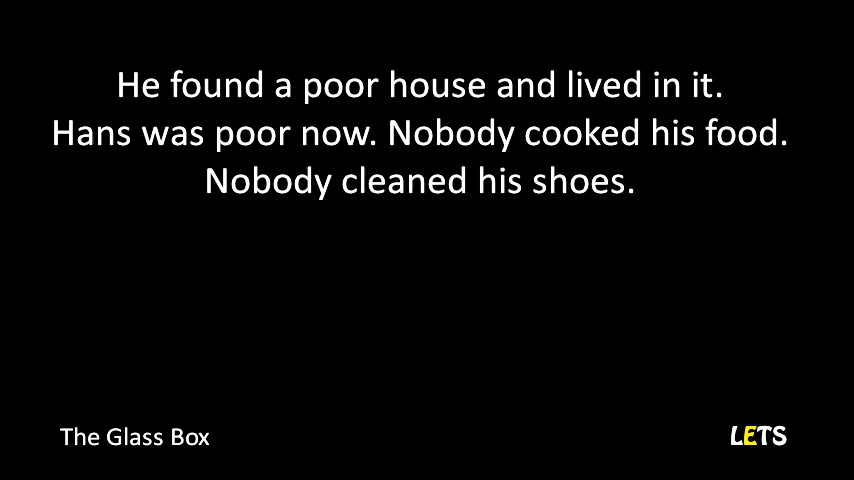 He found a poor house and lived in it.
Hans was poor now. Nobody cooked his food.
Nobody cleaned his shoes.
The Glass Box
LETS